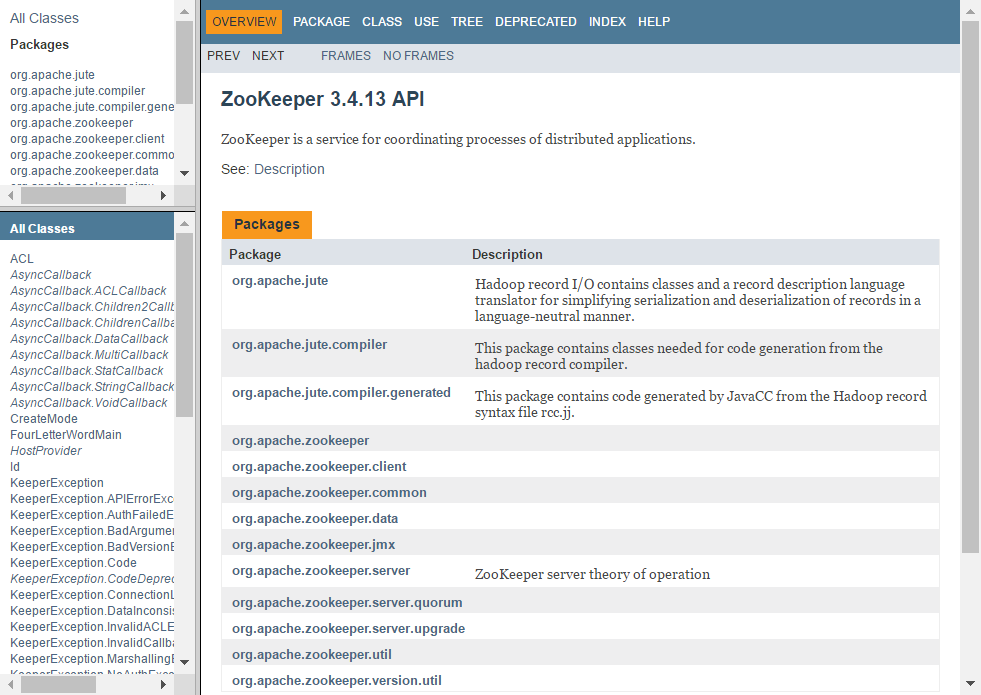 All Classes
Packages
org.apache.jute
org.apache.jute.compiler
org.apache.jute.compiler.gene
org.apache.zookeeper
org.apache.zookeeper.client
org.apache.zookeeper.commo
org.apache.zookeeper.data
All Classes
ACL
AsyncCallback
AsyncCallback.ACLCallback
AsyncCallback.Children2Callb
AsyncCallback.ChildrenCallba
AsyncCallback.DataCallback
AsyncCallback.MultiCallback
AsyncCallback.StatCallback
AsyncCallback.StringCallback
AsyncCallback.VoidCallback
CreateMode
FourLetterWordMain
HostProvider
Id
KeeperException
KeeperException.APIErrorExc
KeeperException.AuthFailedE
KeeperException.BadArgumen
KeeperException.BadVersionE
KeeperException.Code
KeeperException.CodeDeprec
KeeperException.ConnectionL
KeeperException.DataInconsis
KeeperException.InvalidACLE
KeeperException.InvalidCallba
KeeperException.MarshallingE
OVERVIEW PACKAGE CLASS USE TREE DEPRECATED INDEX HELP
PREV NEXT FRAMES NO FRAMES
ZooKeeper 3.4.13 API
ZooKeeper is a service for coordinating processes of distributed applications.
See: Description
Packages
Package Description
org.apache.jute Hadoop record I/O contains classes and a record description language
translator for simplifying serialization and deserialization of records in a
language-neutral manner.
org.apache.jute.compiler This package contains classes needed for code generation from the
hadoop record compiler.
org.apache.jute.compiler.generated This package contains code generated by JavaCC from the Hadoop record
syntax file rcc.jj.
org.apache.zookeeper
org.apache.zookeeper.client
org.apache.zookeeper.common
org.apache.zookeeper.data
org.apache.zookeeper.jmx
org.apache.zookeeper.server ZooKeeper server theory of operation
org.apache.zookeeper.server.quorum
org.apache.zookeeper.server.upgrade
org.apache.zookeeper.util
org.apache.zookeeper.version.util